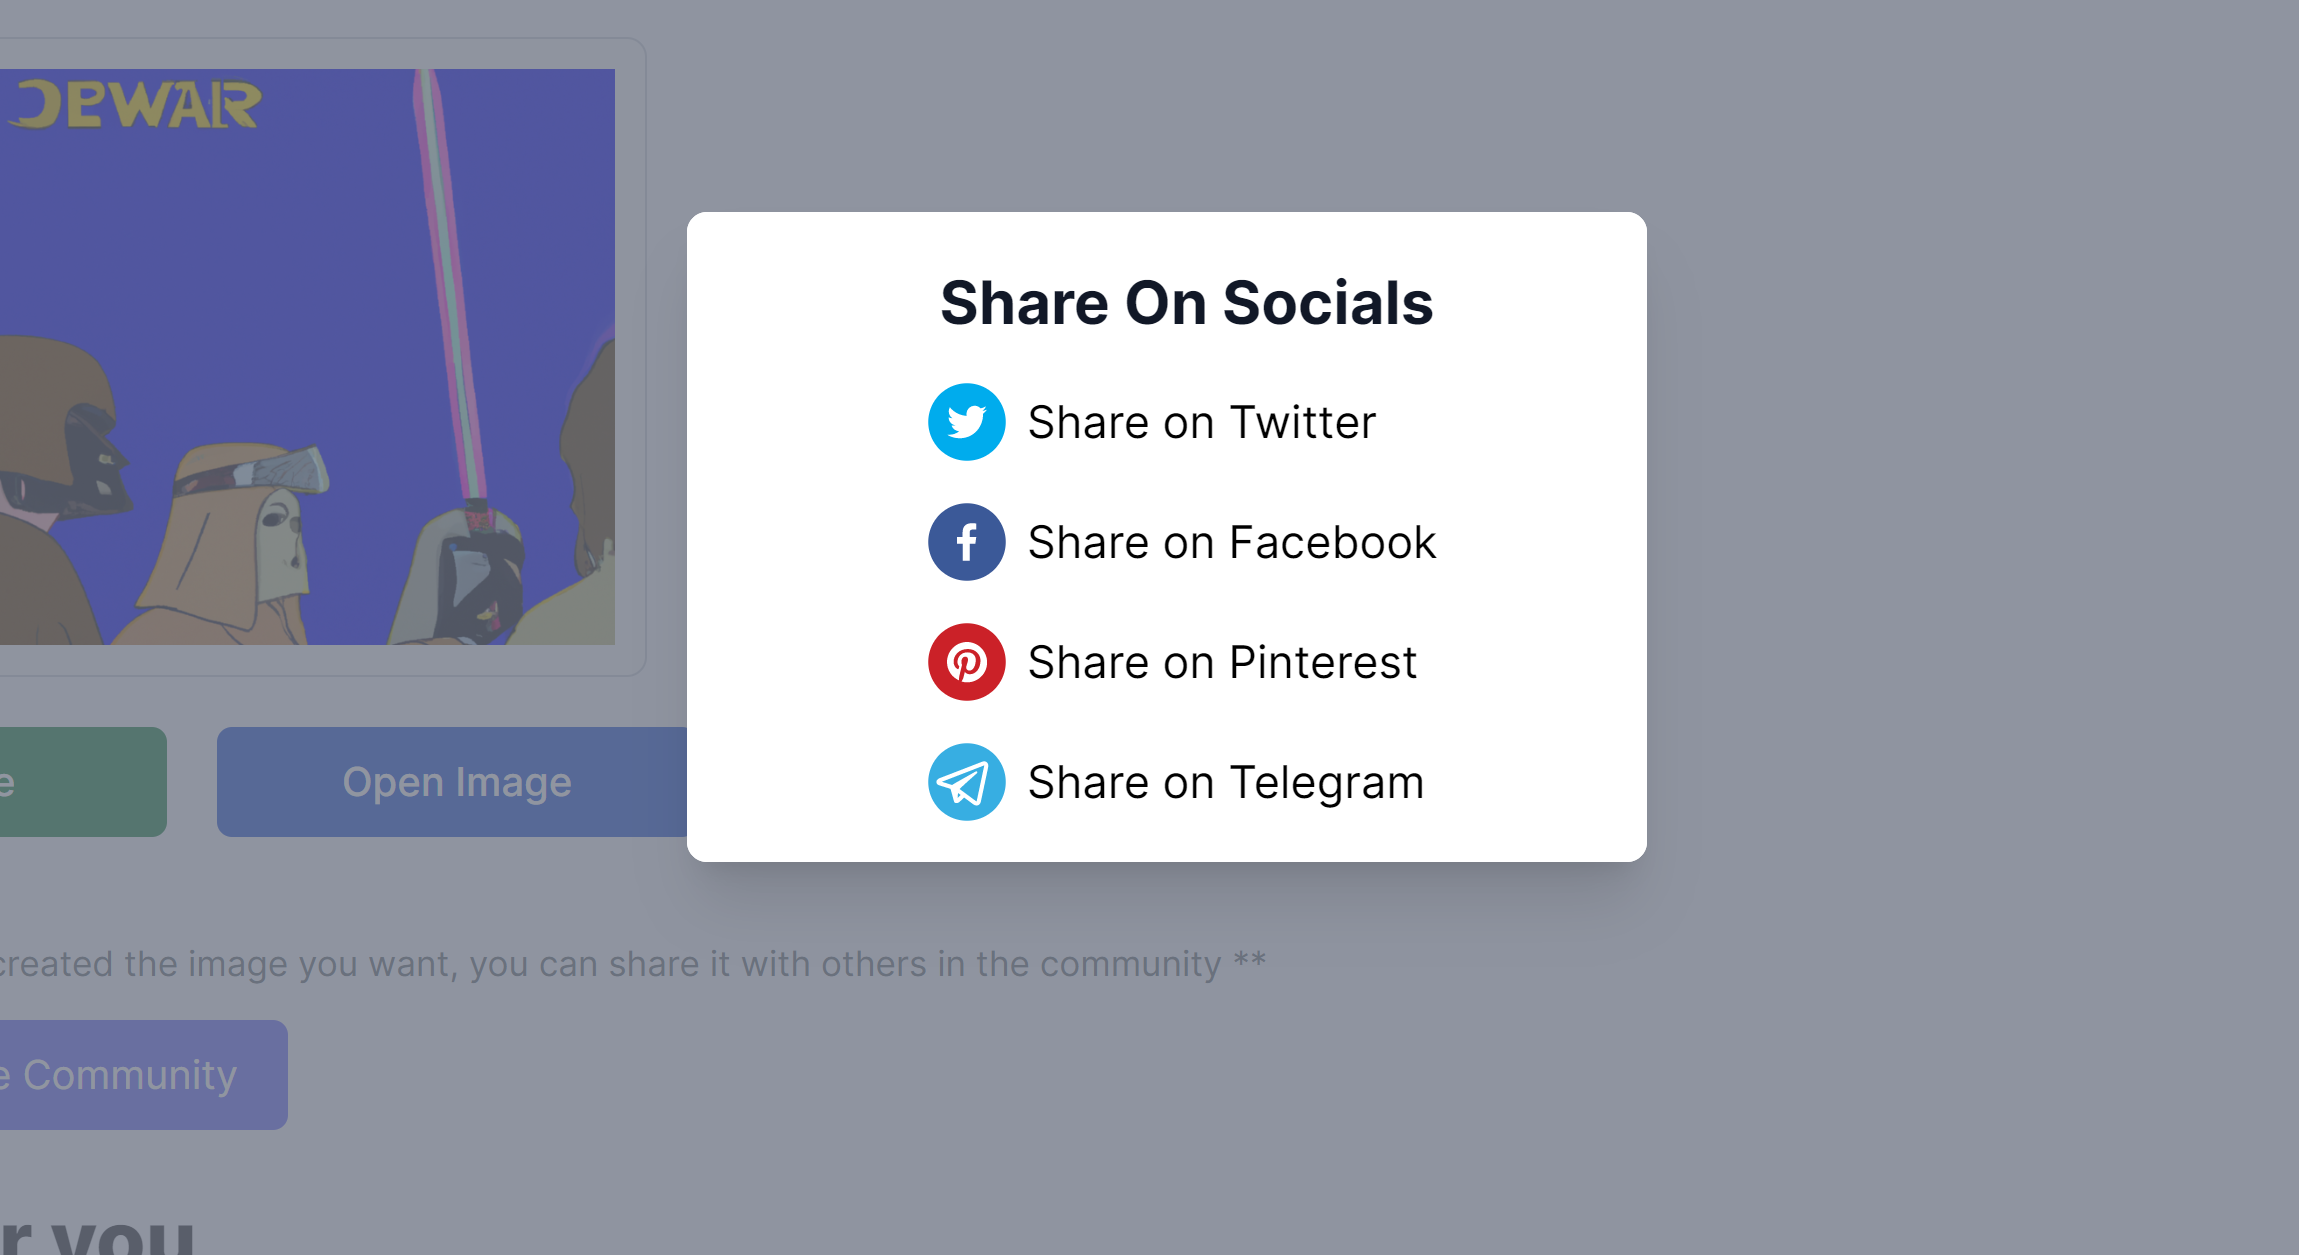 Share On Socials
Share on Twitter
Share on Facebook
Share on Pinterest
Share on Telegram
Open Image
created the image you want, you can share it with others in the community **
Community
you